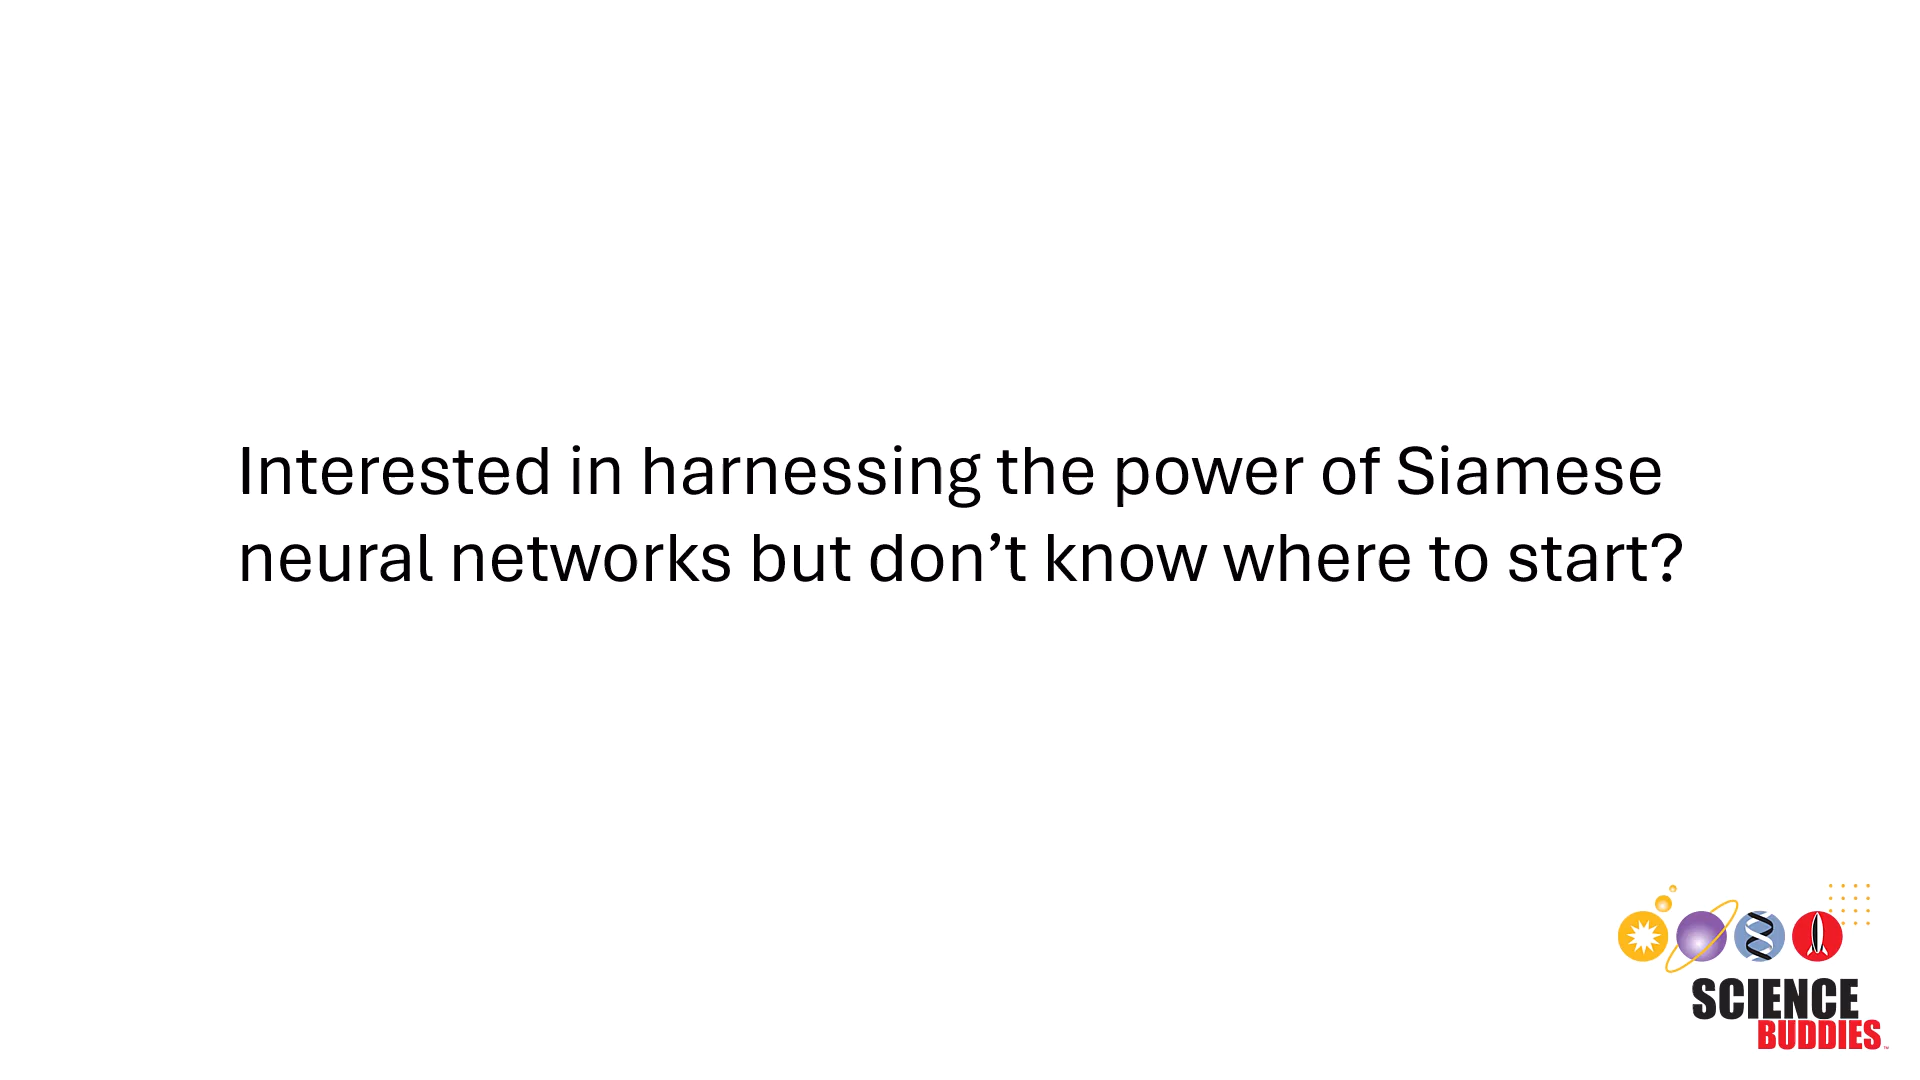 Interested in harnessing the power of Siamese
neural networks but don’t know where to start?
SCIENCE
BUDDIES